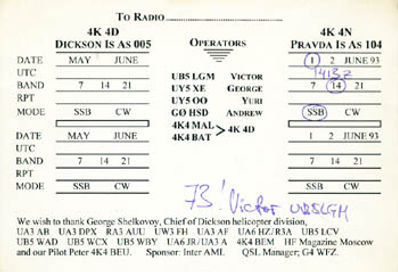 TO RADIO
4K 4D
DICKSON IS AS 005
OPERATORS
4K 4N
PRAVDA IS AS 104
DATE MAY JUNE
UTC
BAND 7 14 21
RPT
MODE SSB CW
DATE MAY JUNE
UTC
BAND 7 14 21
RPT
MODE SSB CW
UB5 LGM VICTOR
UY5 XE GEORGE
UY5 OO YURI
GO HSD ANDREW
4K4 MAL
4K4 BAT > 4K 4D
1 2 JUNE 93
14132
7 14 21
SSB CW
1 2 JUNE 93
7 14 21
SSB CW
73! Victor UB5LGM
We wish to thank George Shelkovoy, Chief of Dickson helicopter division,
UA3 AB UA3 DPX RA3 AUU UW3 FH UA3 AF UA6 HZ/R3A UB5 LCV
UB5 WAD UB5 WCX UB5 WBY UA6 JR/UA3 A 4K4 BEM HF Magazine Moscow
and our Pilot Peter 4K4 BEU. Sponsor: Inter AMI. QSL Manager; G4 WFZ.